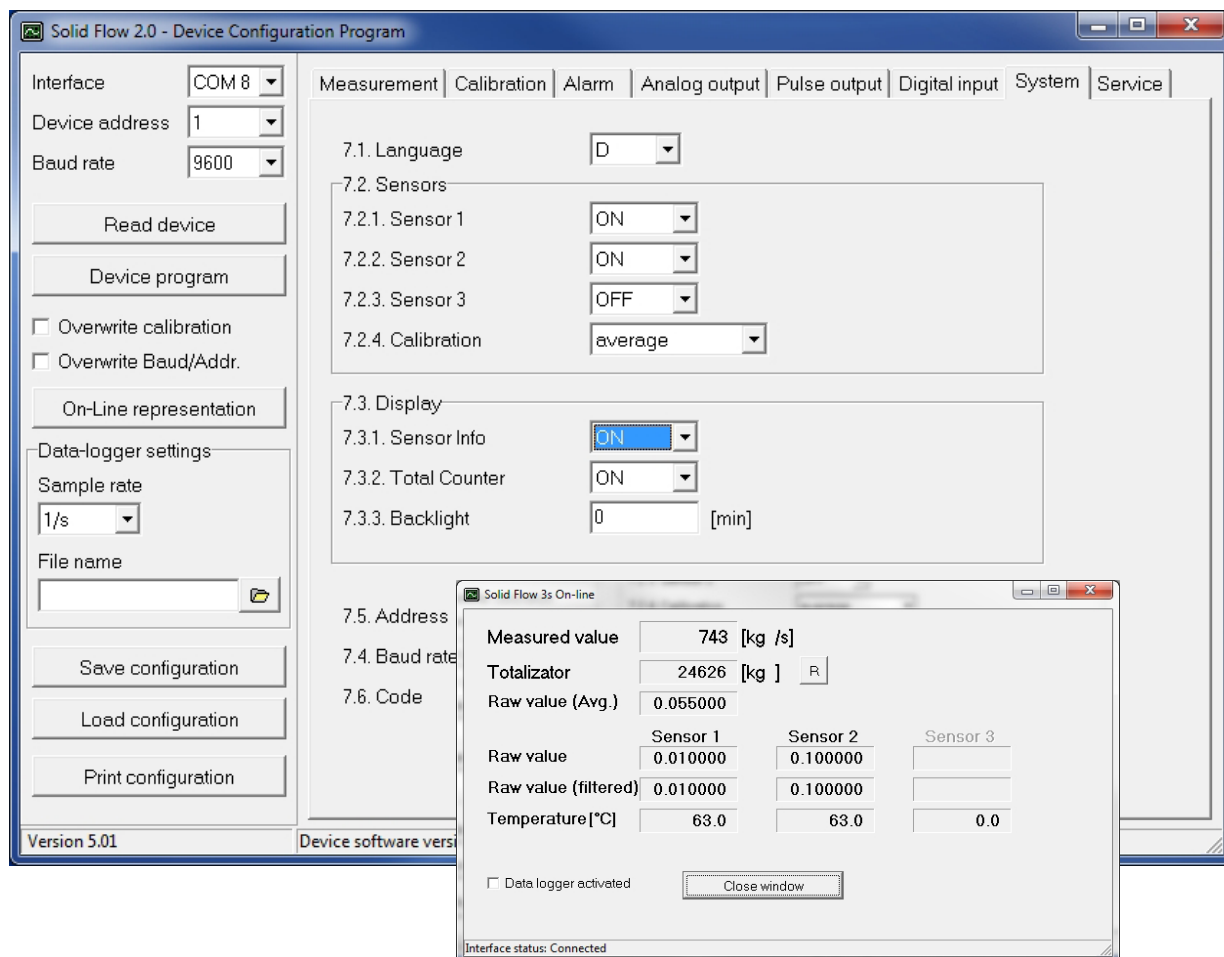 Solid Flow 2.0 - Device Configuration Program
Interface
COM 8
Device address
1
Baud rate
9600
Read device
Device program
Overwrite calibration
Overwrite Baud/Addr.
On-Line representation
Data-logger settings
Sample rate
1/s
File name
Save configuration
Load configuration
Print configuration
Measurement Calibration Alarm Analog output Pulse output Digital input System Service
7.1. Language D
7.2. Sensors
7.2.1. Sensor 1 ON
7.2.2. Sensor 2 ON
7.2.3. Sensor 3 OFF
7.2.4. Calibration average
7.3. Display
7.3.1. Sensor Info ON
7.3.2. Total Counter ON
7.3.3. Backlight 0 [min]
7.5. Address
7.4. Baud rate
7.6. Code
Version 5.01
Device software versi
Solid Flow 3s On-line
Measured value 743 [kg /s]
Totalizator 24626 [kg ] R
Raw value (Avg.) 0.055000
Sensor 1 Sensor 2 Sensor 3
Raw value 0.010000 0.100000
Raw value (filtered) 0.010000 0.100000
Temperature[°C] 63.0 63.0 0.0
Data logger activated
Close window
Interface status: Connected